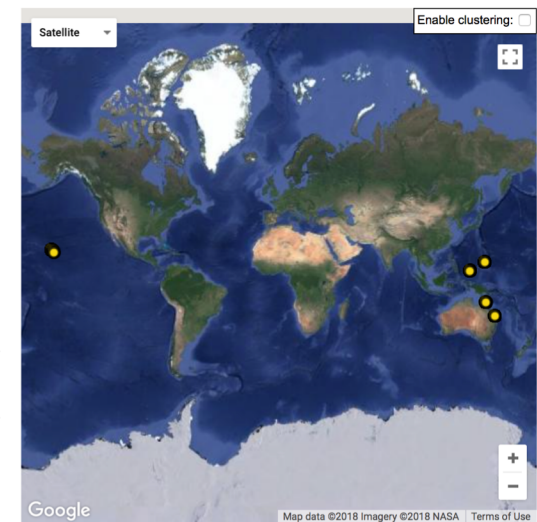 Enable clustering:
Satellite
+
−
Google
Map data ©2018 Imagery ©2018 NASA Terms of Use